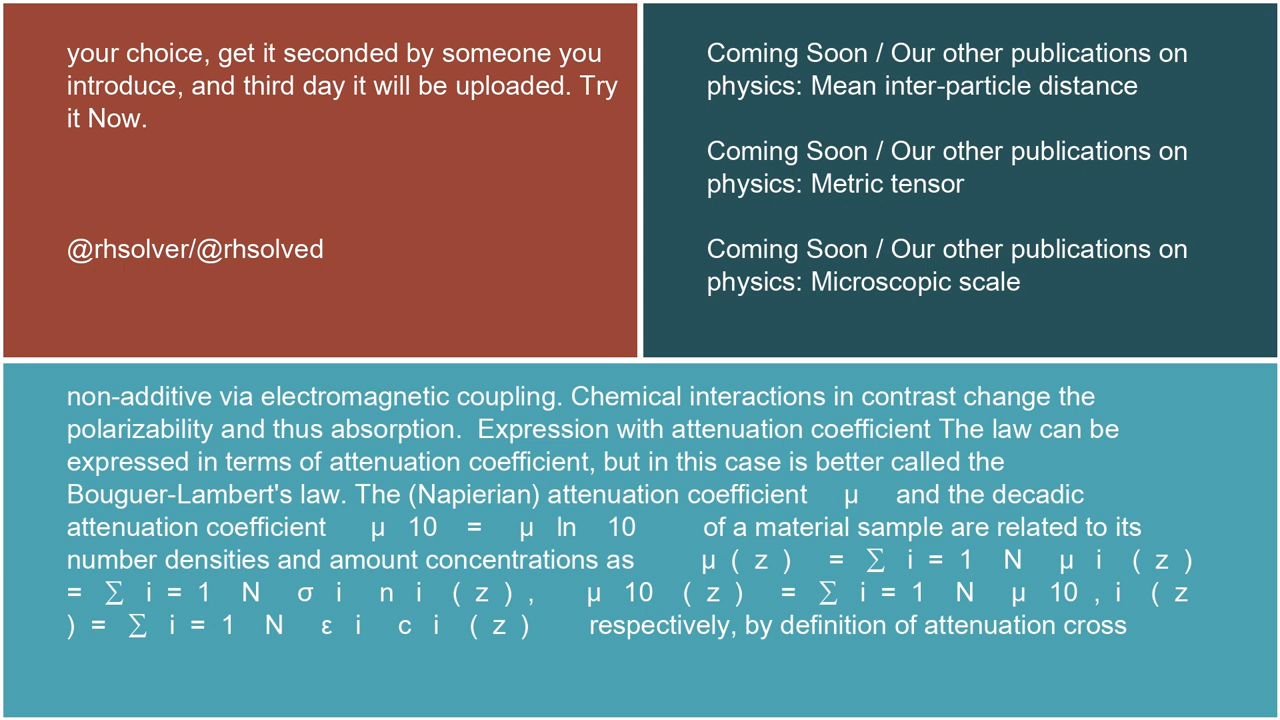 your choice, get it seconded by someone you
introduce, and third day it will be uploaded. Try
it Now.
@rhsolver/@rhsolved
Coming Soon / Our other publications on
physics: Mean inter-particle distance
Coming Soon / Our other publications on
physics: Metric tensor
Coming Soon / Our other publications on
physics: Microscopic scale
non-additive via electromagnetic coupling. Chemical interactions in contrast change the
polarizability and thus absorption.  Expression with attenuation coefficient The law can be
expressed in terms of attenuation coefficient, but in this case is better called the
Bouguer-Lambert's law. The (Napierian) attenuation coefficient μ and the decadic
attenuation coefficient μ 10 = μ ln 10 of a material sample are related to its
number densities and amount concentrations as μ ( z ) = ∑ i = 1 N μ i ( z )
= ∑ i = 1 N σ i n i ( z ) , μ 10 ( z ) = ∑ i = 1 N μ 10 , i ( z
) = ∑ i = 1 N ε i c i ( z ) respectively, by definition of attenuation cross